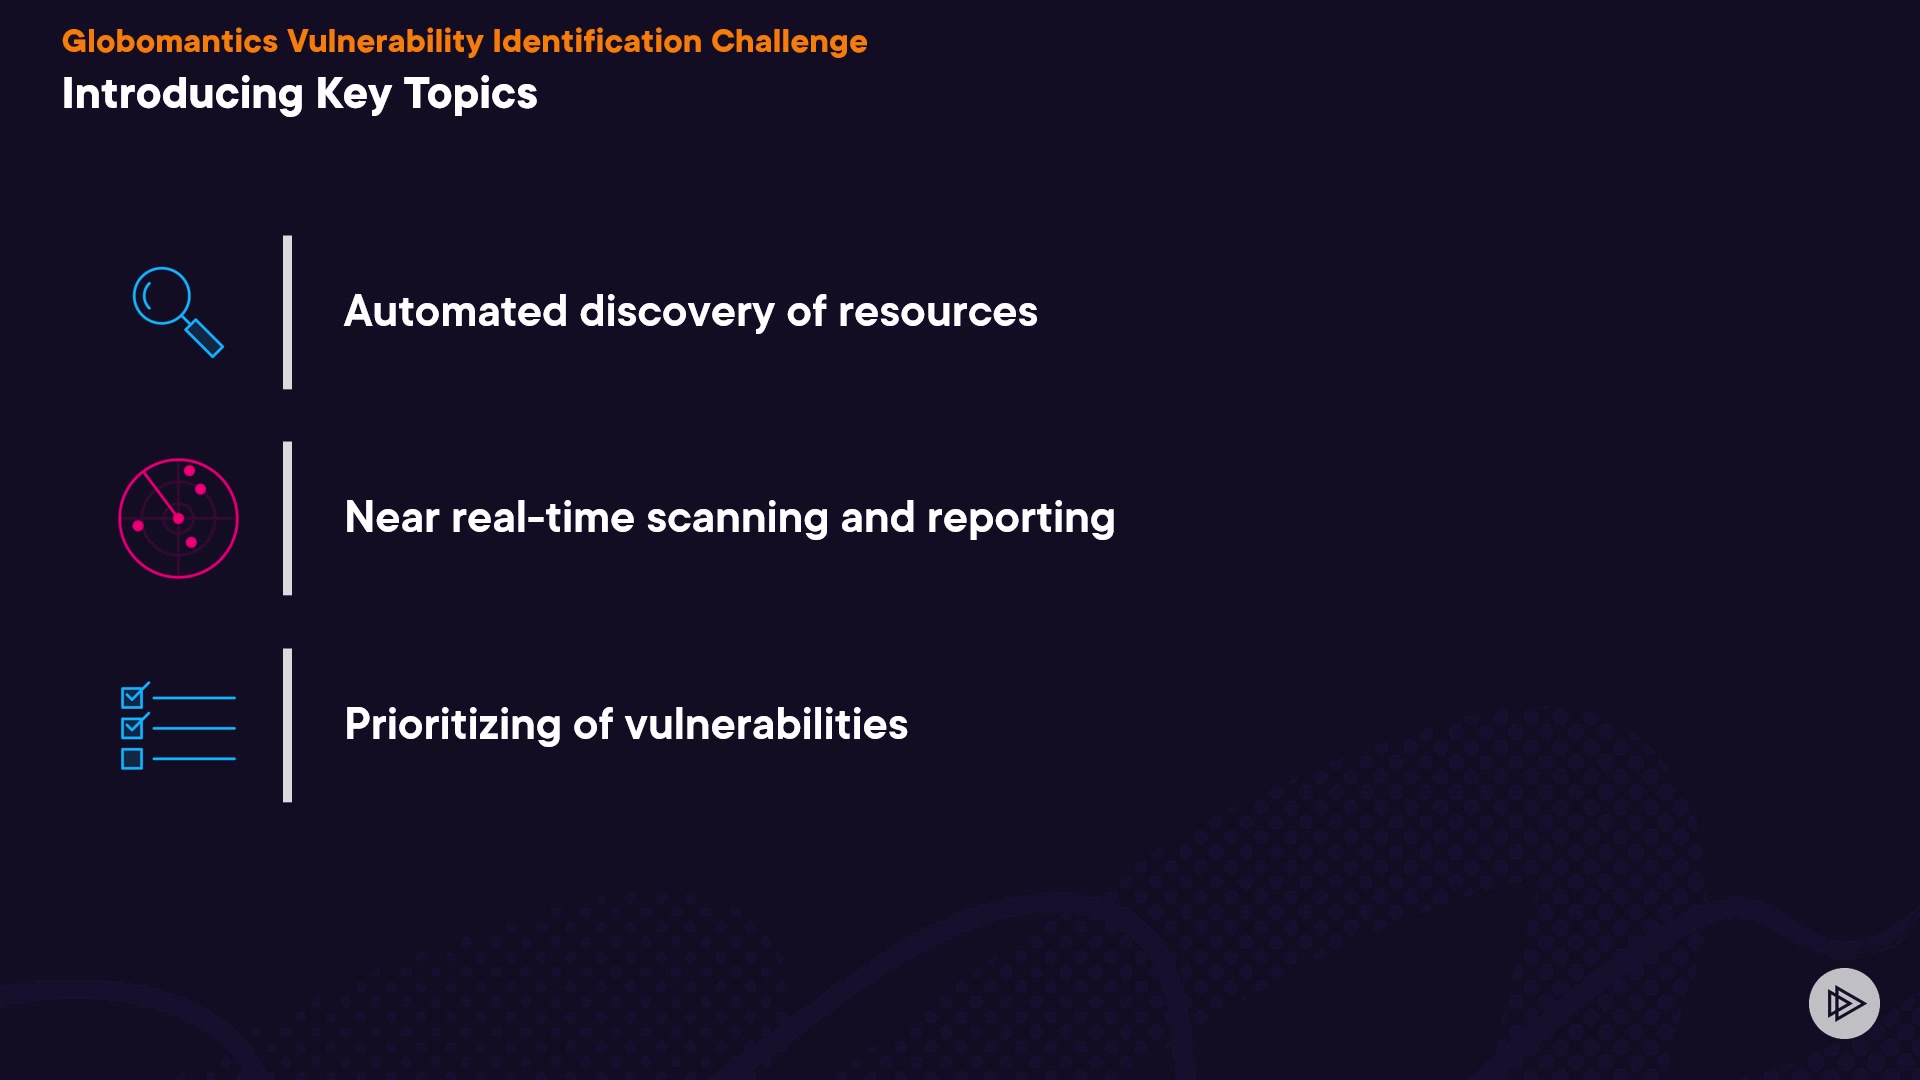 Globomantics Vulnerability Identification Challenge
Introducing Key Topics
Automated discovery of resources
Near real-time scanning and reporting
Prioritizing of vulnerabilities